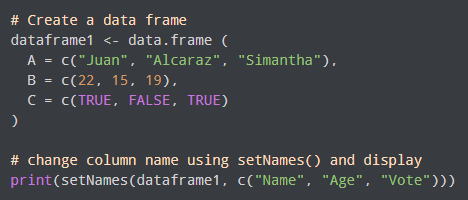 # Create a data frame
dataframe1 <- data.frame (
  A = c("Juan", "Alcaraz", "Simantha"),
  B = c(22, 15, 19),
  C = c(TRUE, FALSE, TRUE)
)
# change column name using setNames() and display
print(setNames(dataframe1, c("Name", "Age", "Vote")))